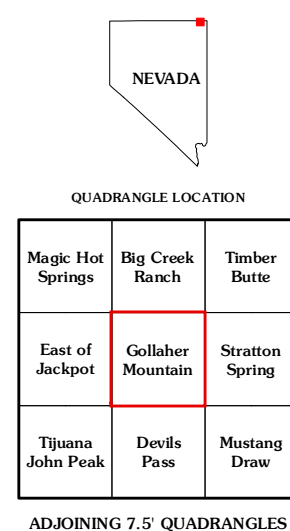 NEVADA
QUADRANGLE LOCATION
Magic Hot
Springs
Big Creek
Ranch
Timber
Butte
East of
Jackpot
Gollaher
Mountain
Stratton
Spring
Tijuana
John Peak
Devils
Pass
Mustang
Draw
ADJOINING 7.5' QUADRANGLES